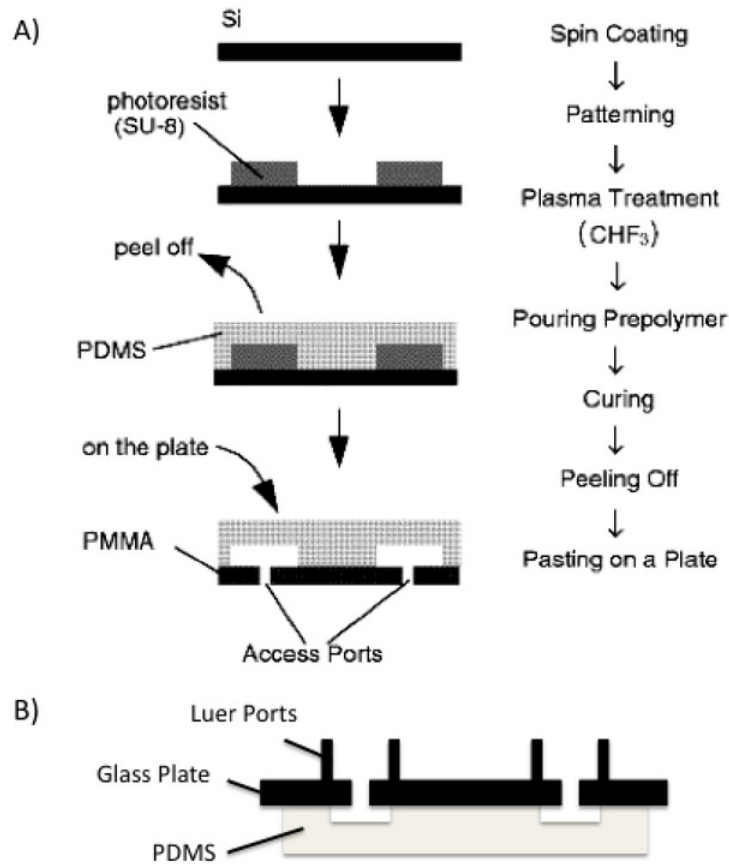 A)
Si
photoresist
(SU-8)
peel off
PDMS
on the plate
PMMA
Access Ports
Spin Coating
Patterning
Plasma Treatment
(CHF₃)
Pouring Prepolymer
Curing
Peeling Off
Pasting on a Plate
B)
Luer Ports
Glass Plate
PDMS